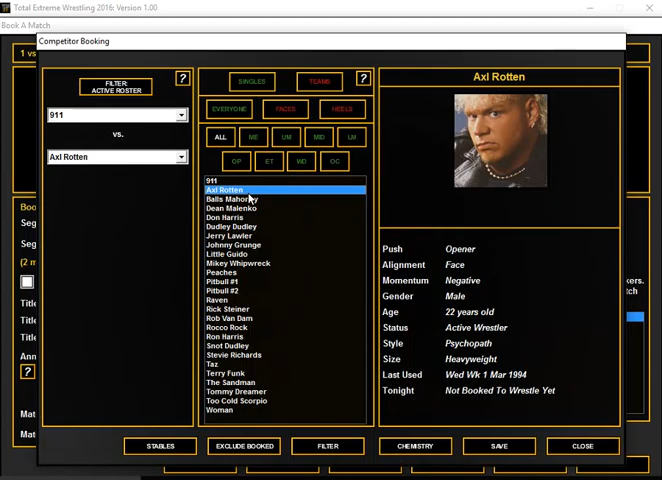 Total Extreme Wrestling 2016: Version 1.00
Book A Match
Competitor Booking
1 vs
FILTER:
ACTIVE ROSTER
?
SINGLES
TEAMS
?
Axl Rotten
911
EVERYONE
FACES
HEELS
vs.
ALL
ME
UM
MID
LM
Axl Rotten
OP
ET
WD
OC
911
Axl Rotten
Balls Mahoney
Dean Malenko
Don Harris
Dudley Dudley
Jerry Lawler
Johnny Grunge
Little Guido
Mikey Whipwreck
Peaches
Pitbull #1
Pitbull #2
Raven
Rick Steiner
Rob Van Dam
Rocco Rock
Ron Harris
Snot Dudley
Stevie Richards
Taz
Terry Funk
The Sandman
Tommy Dreamer
Too Cold Scorpio
Woman
Push Opener
Alignment Face
Momentum Negative
Gender Male
Age 22 years old
Status Active Wrestler
Style Psychopath
Size Heavyweight
Last Used Wed Wk 1 Mar 1994
Tonight Not Booked To Wrestle Yet
Boo
Seg
Seg
(2 m
Title
Title
Title
Ann
?
Mat
Mat
kers.
tch
STABLES
EXCLUDE BOOKED
FILTER
CHEMISTRY
SAVE
CLOSE